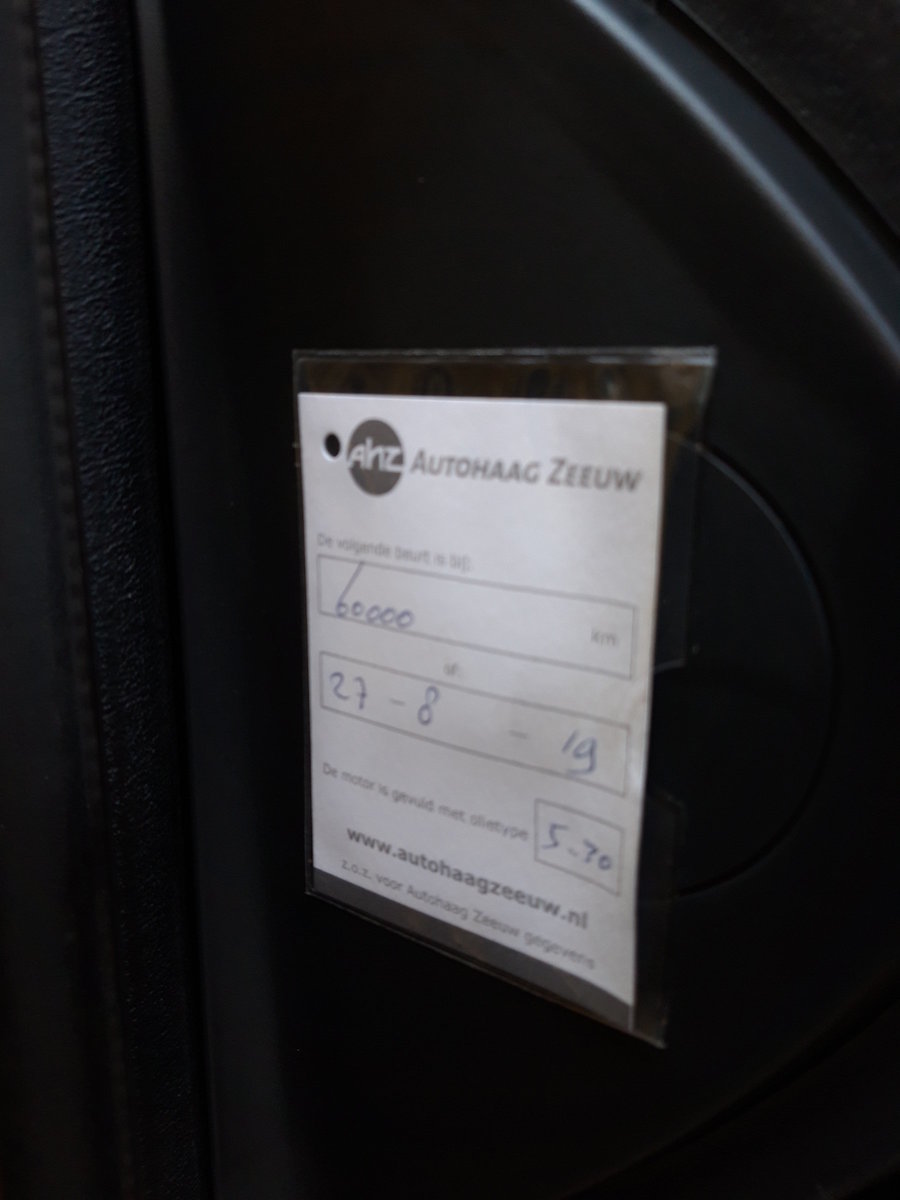 ahz AUTOHAAG ZEEUW
De volgende beurt is bij:
60000 km
of:
27 - 8 - 19
De motor is gevuld met olietype 5-30
www.autohaagzeeuw.nl
z.o.z. voor Autohaag Zeeuw gegevens